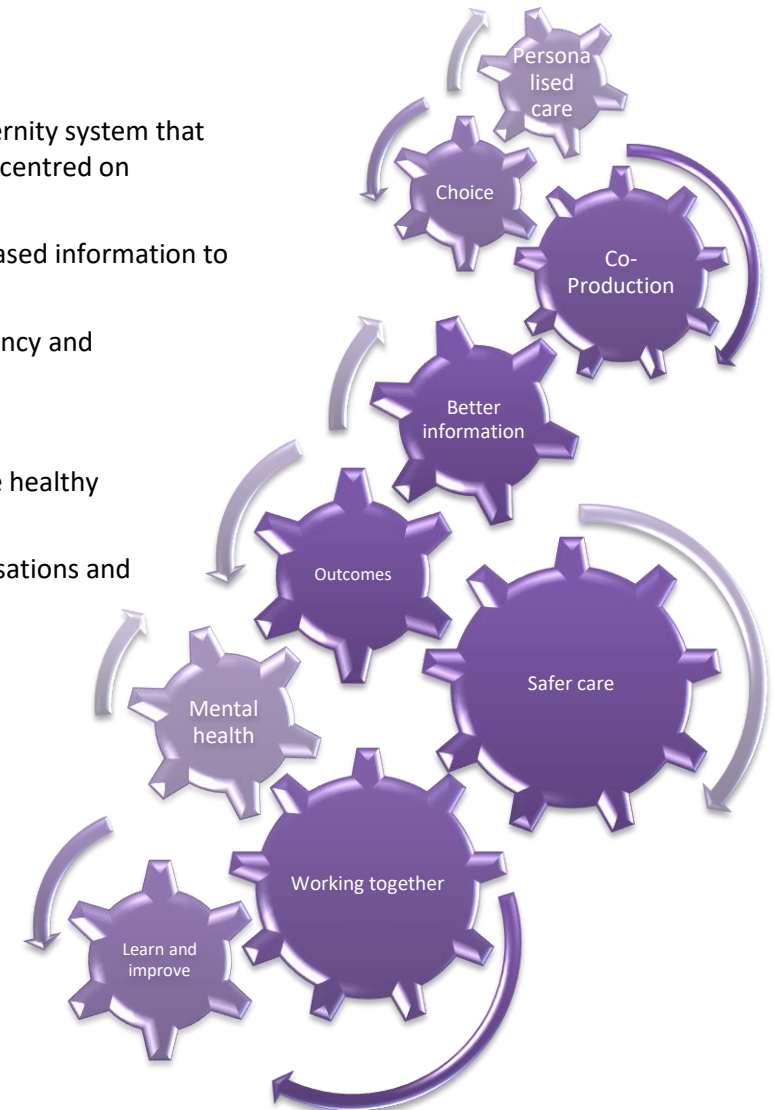 ernity system that
centred on
ased information to
ncy and
e healthy
sations and
Persona
lised
care
Choice
Co-
Production
Better
information
Outcomes
Safer care
Mental
health
Working together
Learn and
improve